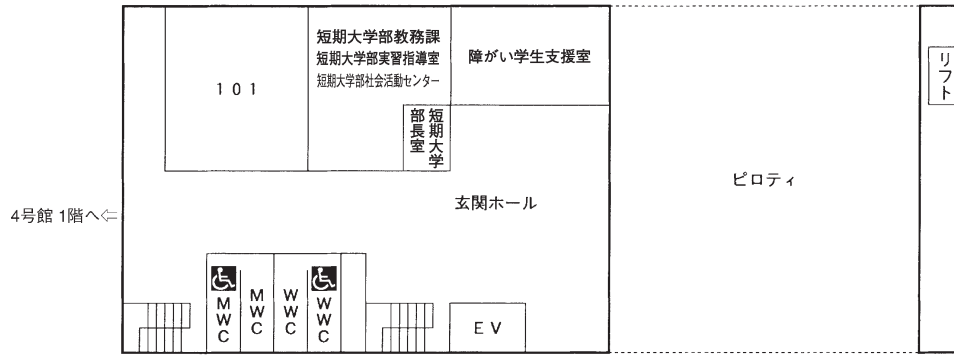 短期大学部教務課
短期大学部実習指導室
短期大学部社会活動センター
障がい学生支援室
101
短期大学
部長室
リフト
ピロティ
玄関ホール
4号館 1階へ⇦
MWC
MWC
WWC
WWC
EV